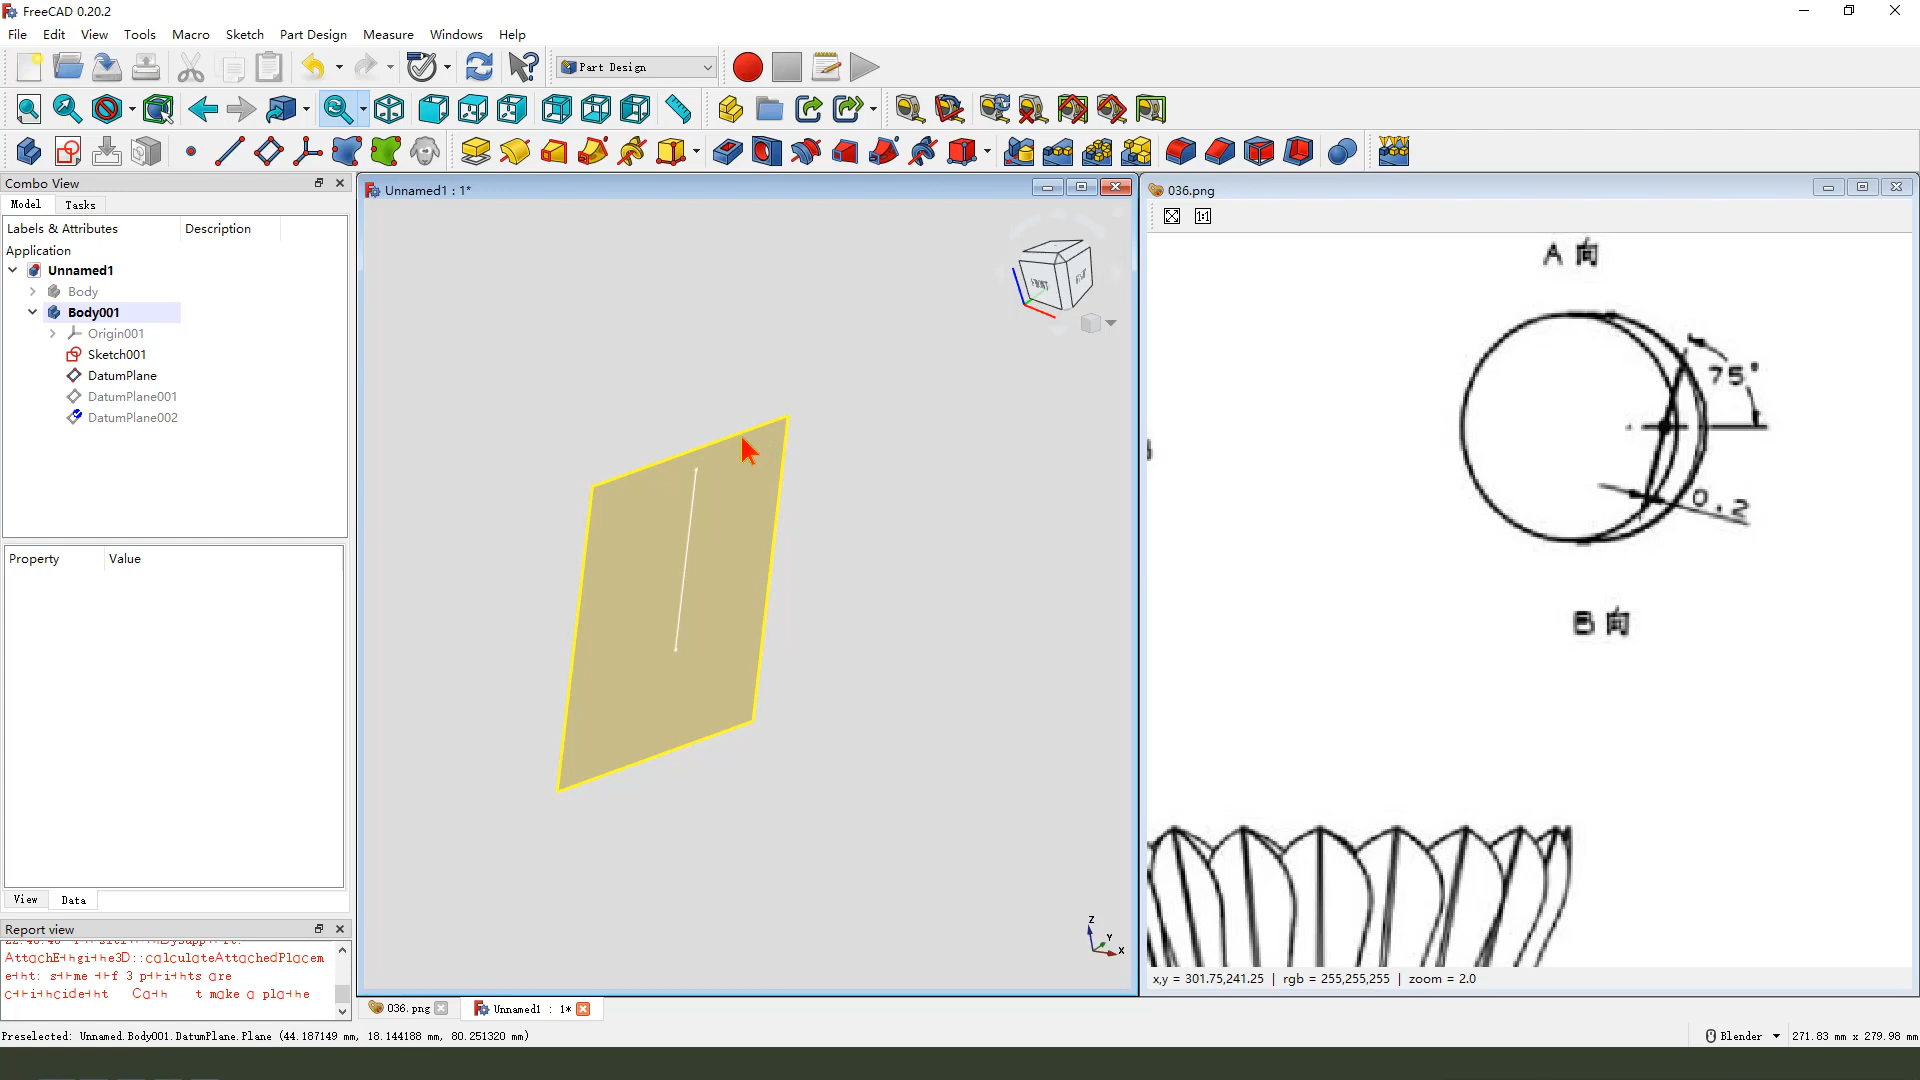 FreeCAD 0.20.2
File Edit View Tools Macro Sketch Part Design Measure Windows Help
Part Design
Combo View
Model Tasks
Labels & Attributes Description
Application
Unnamed1
Body
Body001
Origin001
Sketch001
DatumPlane
DatumPlane001
DatumPlane002
Property Value
View Data
Report view
Unnamed1 : 1*
FRONT
Z
Y
X
036.png
1:1
A 向
75°
0.2
B 向
x,y = 301.75,241.25 | rgb = 255,255,255 | zoom = 2.0
036.png Unnamed1 : 1*
Preselected: Unnamed.Body001.DatumPlane.Plane (44.187149 mm, 18.144188 mm, 80.251320 mm)
Blender 271.83 mm x 279.98 mm